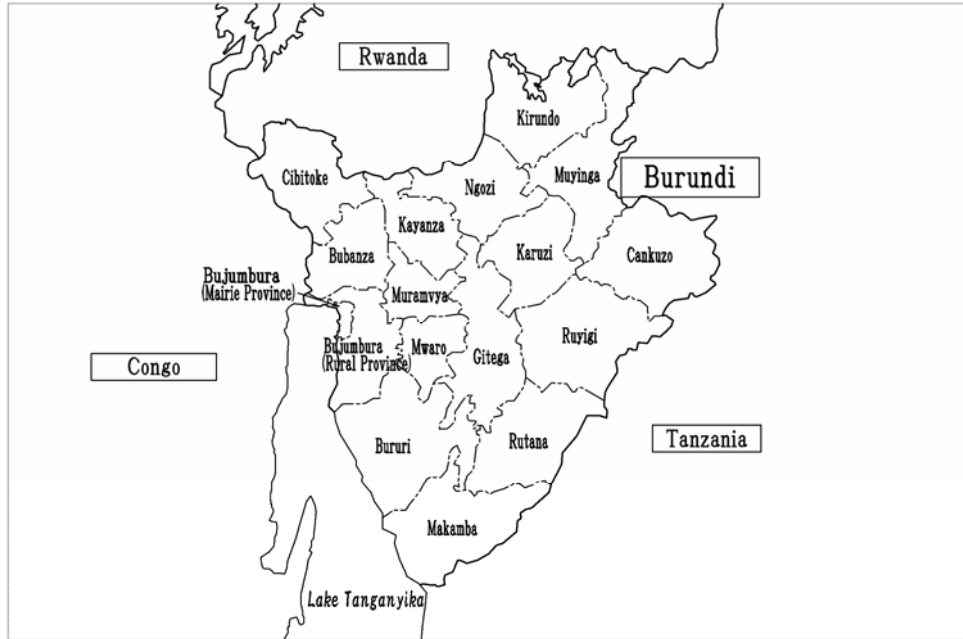 Rwanda
Kirundo
Cibitoke
Ngozi
Muyinga
Burundi
Kayanza
Bubanza
Karuzi
Cankuzo
Bujumbura
(Mairie Province)
Muramvya
Bujumbura
(Rural Province)
Mwaro
Gitega
Ruyigi
Congo
Bururi
Rutana
Tanzania
Makamba
Lake Tanganyika